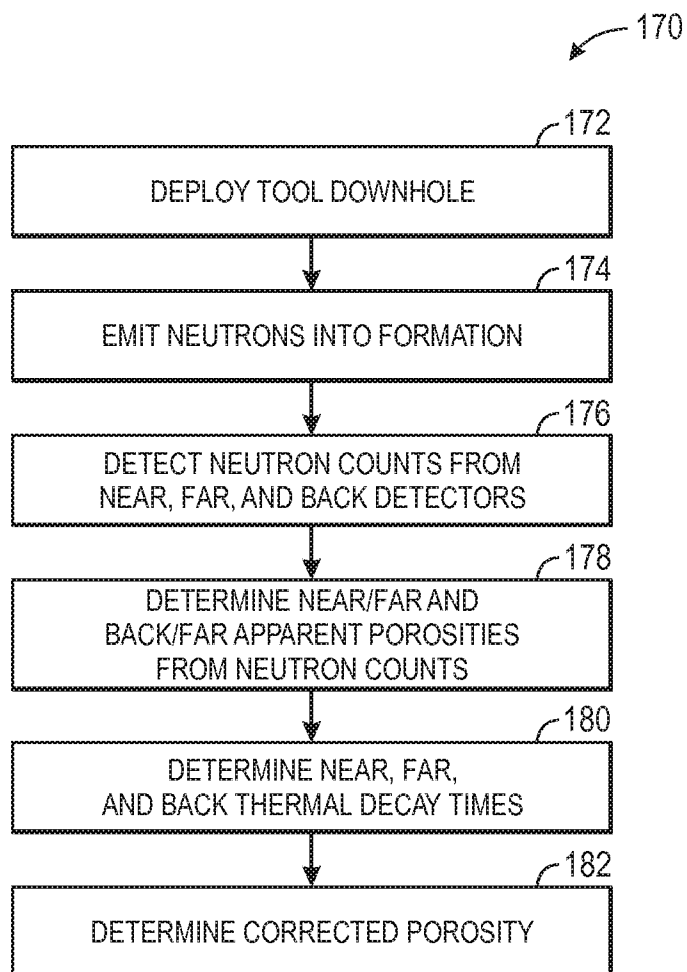 170
172
DEPLOY TOOL DOWNHOLE
174
EMIT NEUTRONS INTO FORMATION
176
DETECT NEUTRON COUNTS FROM
NEAR, FAR, AND BACK DETECTORS
178
DETERMINE NEAR/FAR AND
BACK/FAR APPARENT POROSITIES
FROM NEUTRON COUNTS
180
DETERMINE NEAR, FAR,
AND BACK THERMAL DECAY TIMES
182
DETERMINE CORRECTED POROSITY